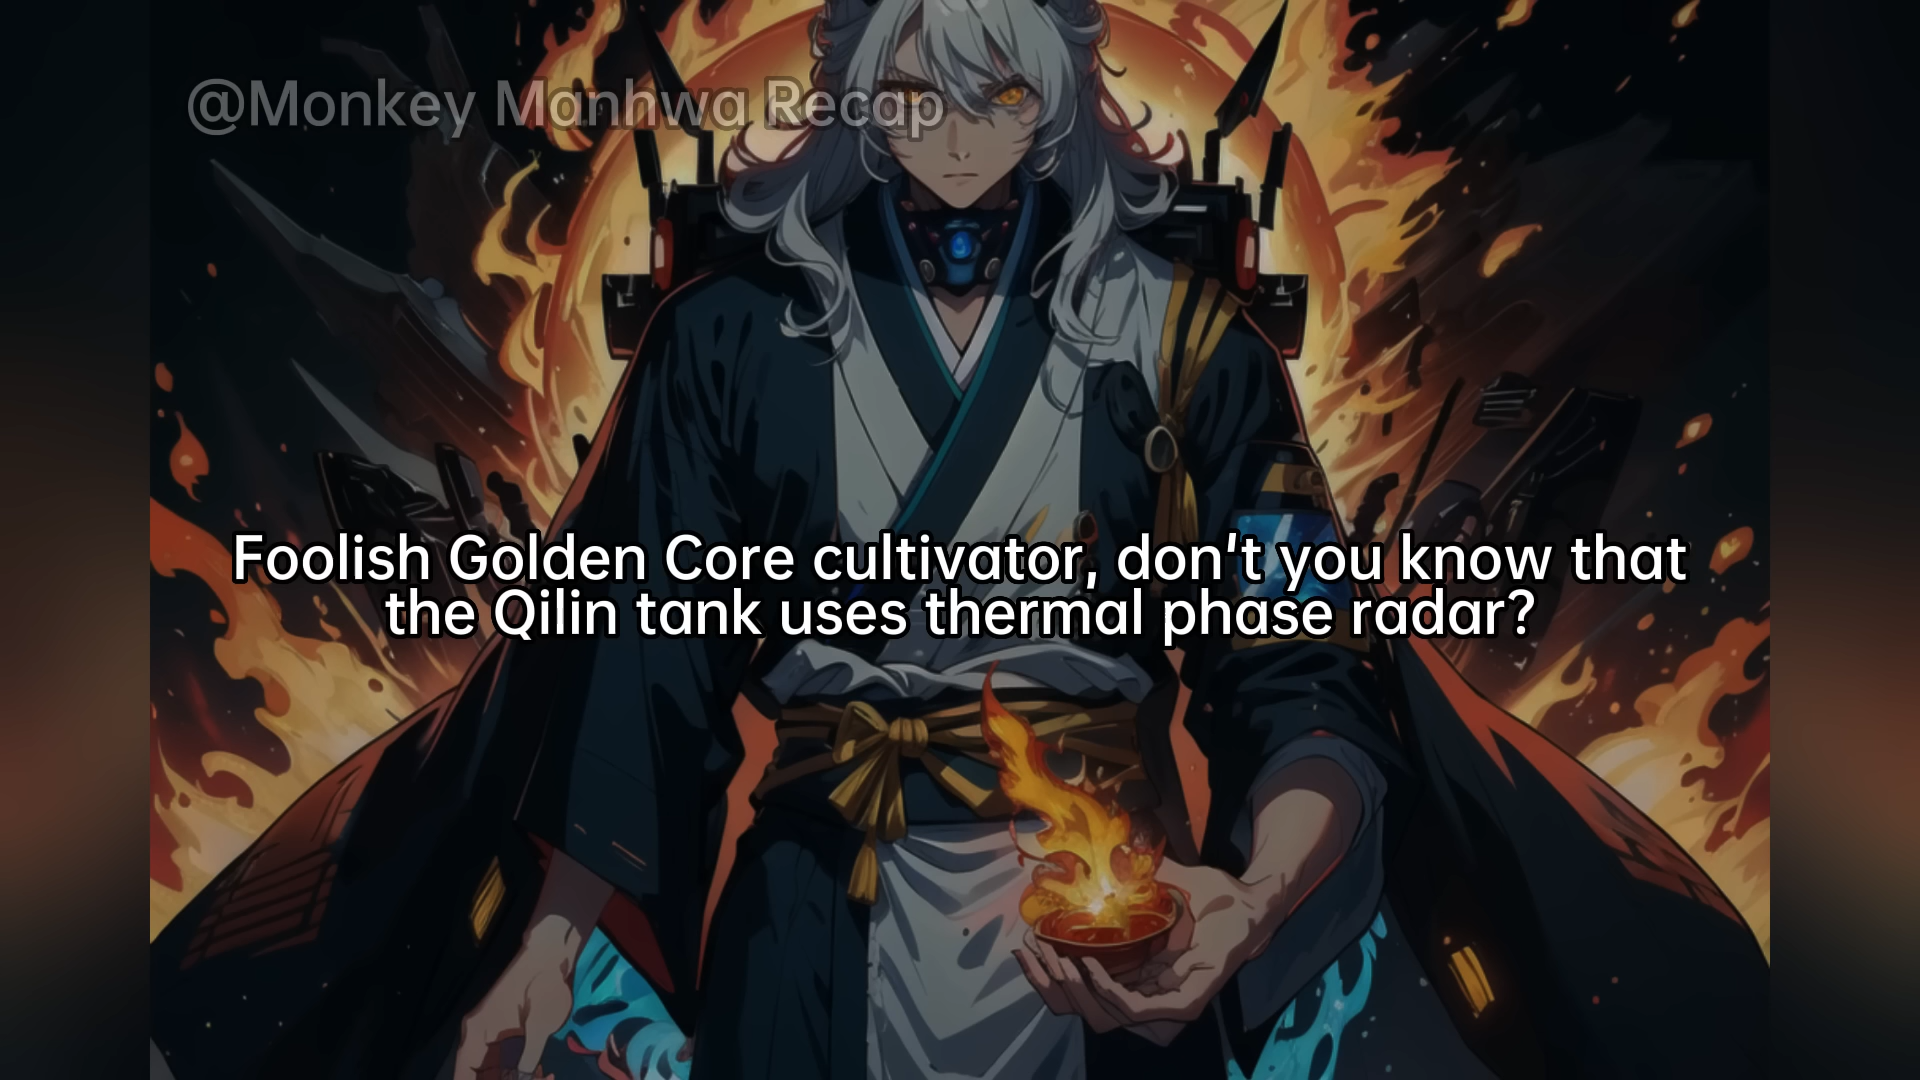 @Monkey Manhwa Recap
Foolish Golden Core cultivator, don't you know that
the Qilin tank uses thermal phase radar?